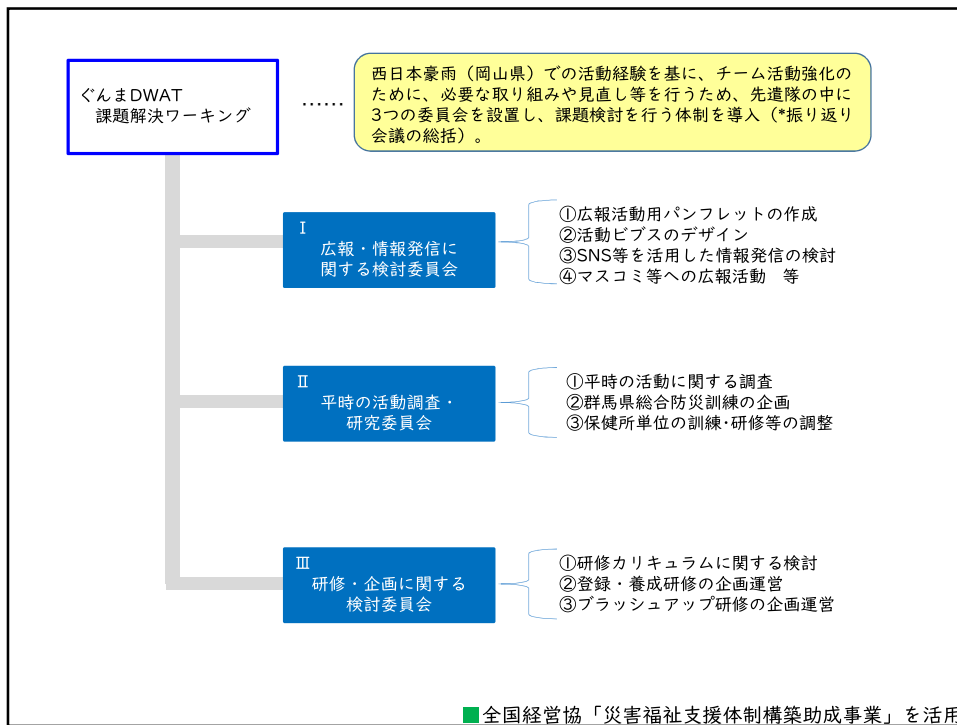 ぐんまDWAT
課題解決ワーキング
……
西日本豪雨（岡山県）での活動経験を基に、チーム活動強化の
ために、必要な取り組みや見直し等を行うため、先遣隊の中に
3つの委員会を設置し、課題検討を行う体制を導入（*振り返り
会議の総括）。
Ⅰ
広報・情報発信に
関する検討委員会
①広報活動用パンフレットの作成
②活動ビブスのデザイン
③SNS等を活用した情報発信の検討
④マスコミ等への広報活動　等
Ⅱ
平時の活動調査・
研究委員会
①平時の活動に関する調査
②群馬県総合防災訓練の企画
③保健所単位の訓練･研修等の調整
Ⅲ
研修・企画に関する
検討委員会
①研修カリキュラムに関する検討
②登録・養成研修の企画運営
③ブラッシュアップ研修の企画運営
■全国経営協「災害福祉支援体制構築助成事業」を活用